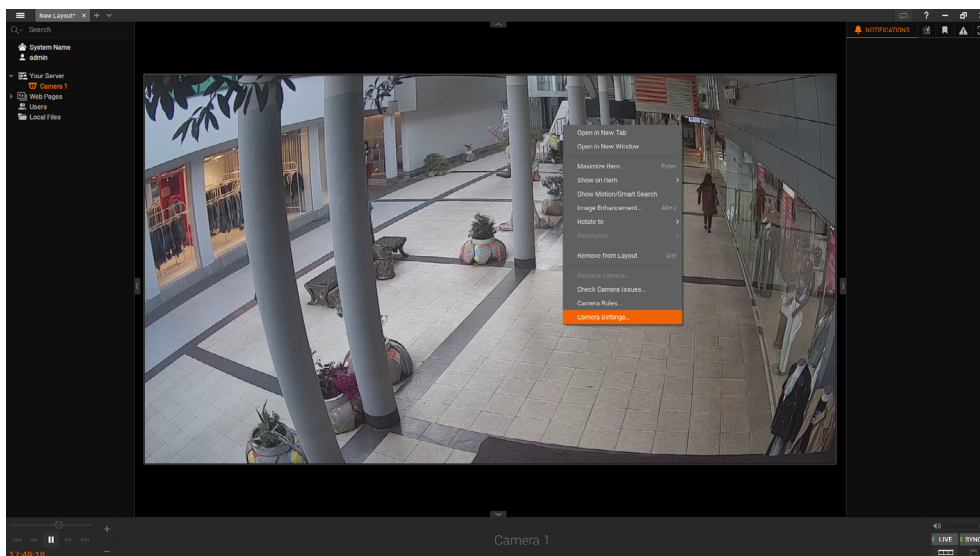 New Layout*
Search
NOTIFICATIONS
System Name
admin
Your Server
Camera 1
Web Pages
Users
Local Files
Open in New Tab
Open in New Window
Maximize Item Enter
Show on Item
Show Motion/Smart Search
Image Enhancement... Alt+J
Rotate to
Resolution...
Remove from Layout Del
Replace Camera...
Check Camera Issues...
Camera Rules...
Camera Settings...
Camera 1
LIVE
SYNC
17:49:18